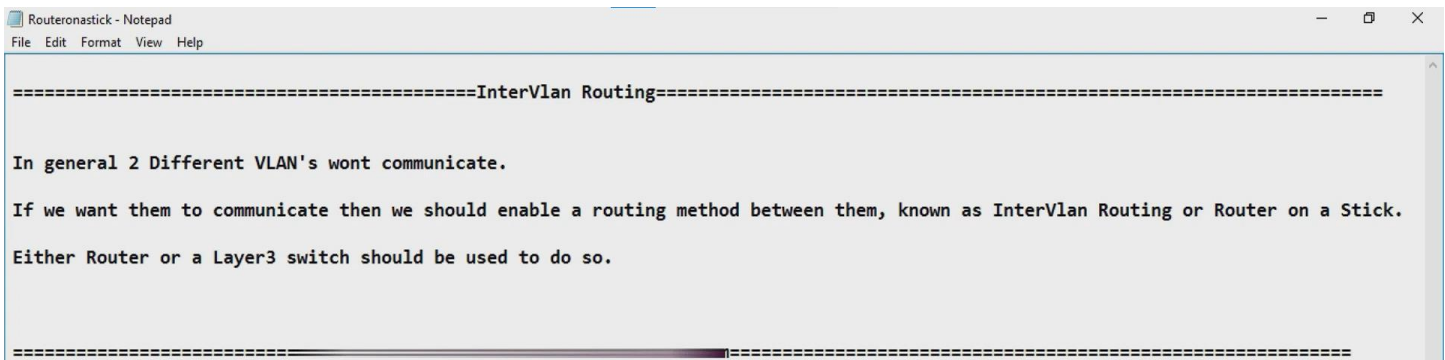 Routeronastick - Notepad
File Edit Format View Help
============================================InterVlan Routing=====================================================================
In general 2 Different VLAN's wont communicate.
If we want them to communicate then we should enable a routing method between them, known as InterVlan Routing or Router on a Stick.
Either Router or a Layer3 switch should be used to do so.